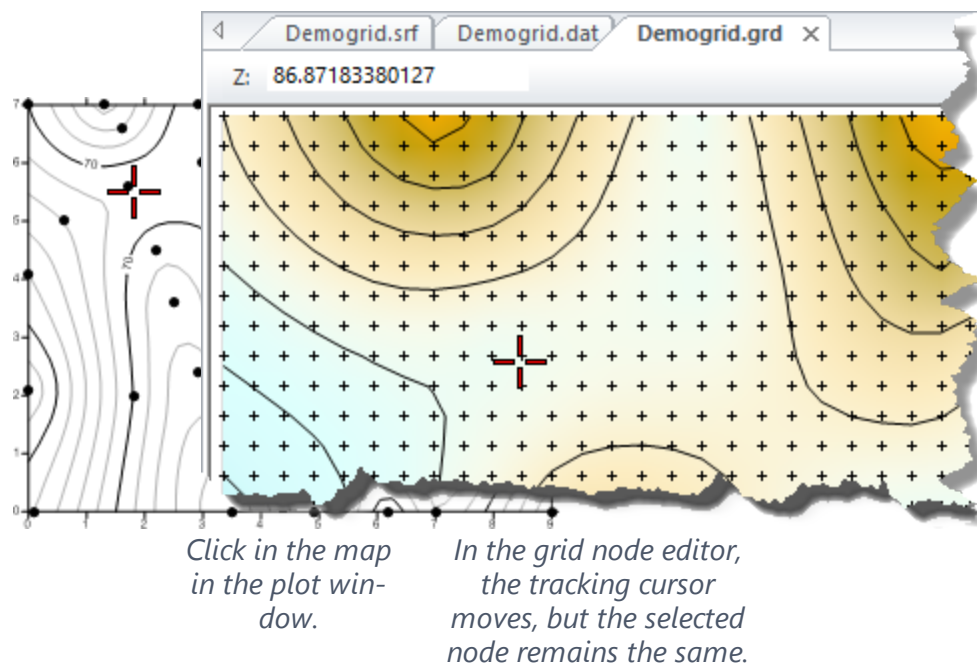 Demogrid.srf
Demogrid.dat
Demogrid.grd
Z: 86.87183380127
7
6
5
4
3
2
1
0
70
70
0 1 2 3 4 5 6 7 8 9
Click in the map
in the plot win-
dow.
In the grid node editor,
the tracking cursor
moves, but the selected
node remains the same.